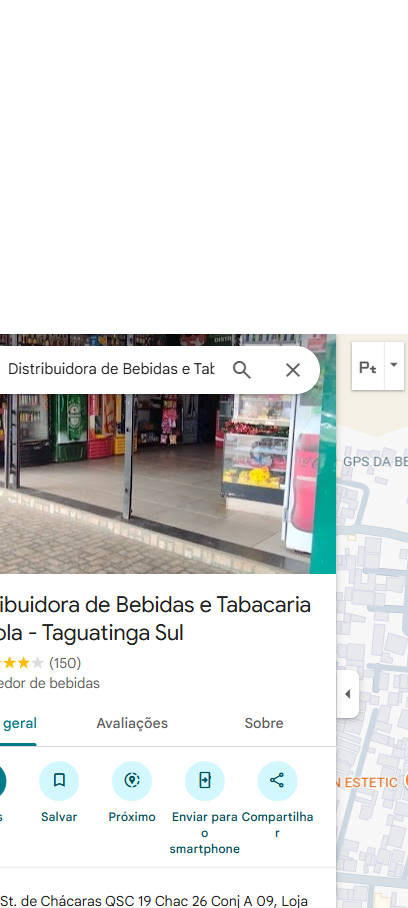 Distribuidora de Bebidas e Tab
GPS DA BE
ibuidora de Bebidas e Tabacaria
ola - Taguatinga Sul
(150)
edor de bebidas
geral Avaliações Sobre
s Salvar Próximo Enviar para o smartphone Compartilhar
N ESTETIC
St. de Chácaras QSC 19 Chac 26 Conj A 09, Loja